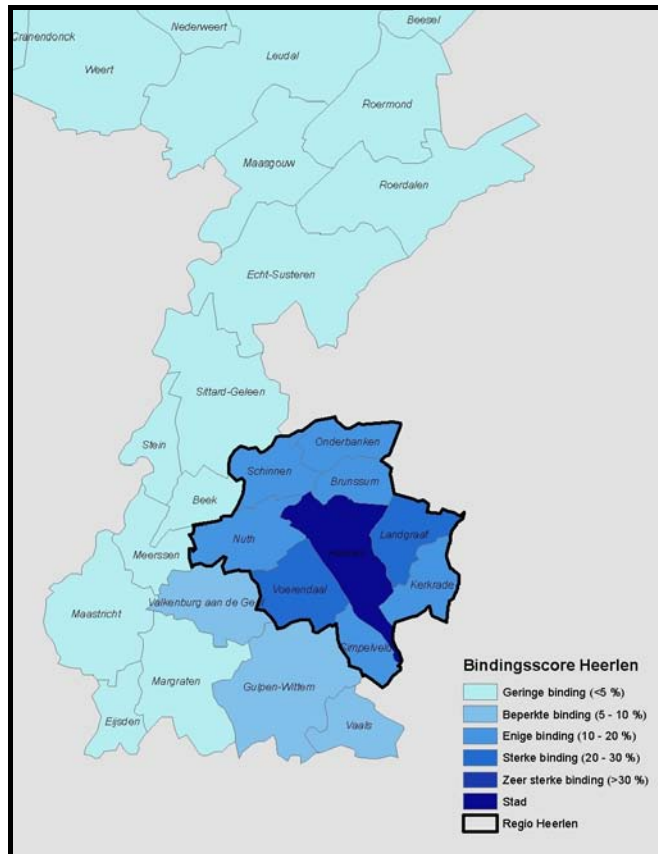 Beesel
Nederweert
Cranendonck
Leudal
Weert
Roermond
Maasgouw
Roerdalen
Echt-Susteren
Sittard-Geleen
Onderbanken
Stein
Schinnen
Brunssum
Beek
Landgraaf
Nuth
Meerssen
Kerkrade
Voerendaal
Valkenburg aan de Geul
Maastricht
Simpelveld
Margraten
Gulpen-Wittem
Eijsden
Vaals
Bindingsscore Heerlen
Geringe binding (<5 %)
Beperkte binding (5 - 10 %)
Enige binding (10 - 20 %)
Sterke binding (20 - 30 %)
Zeer sterke binding (>30 %)
Stad
Regio Heerlen